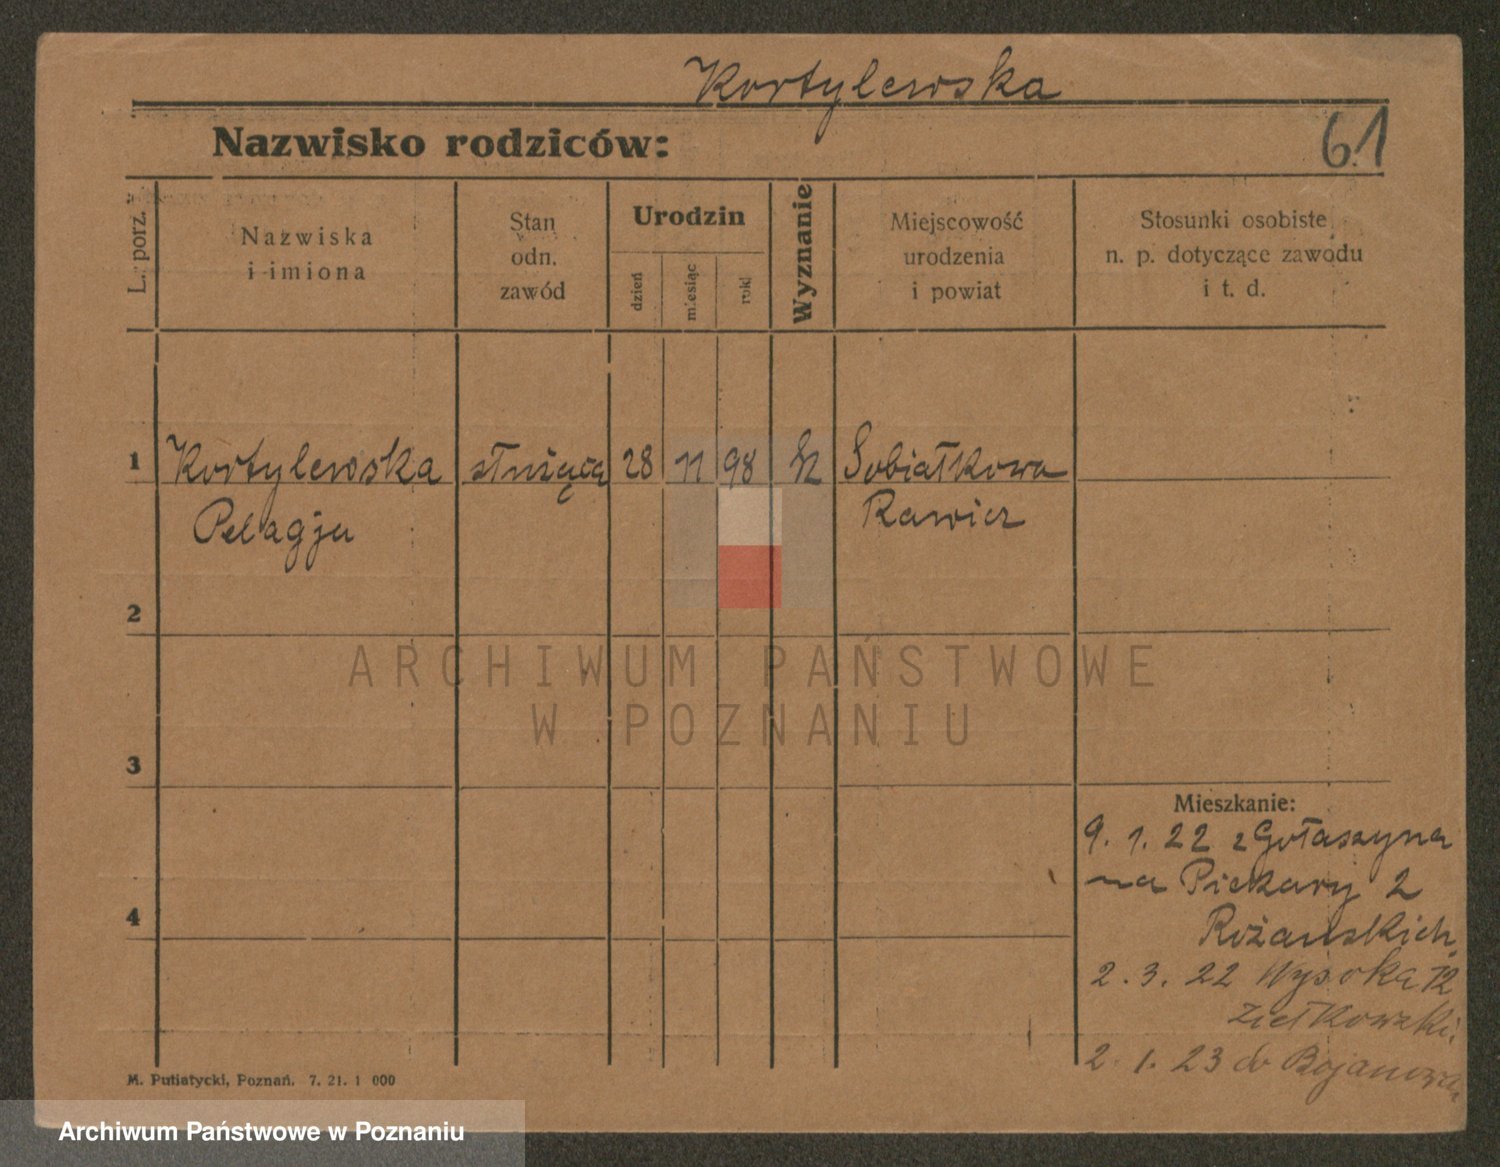 Kortylewska
Nazwisko rodziców:
61
L. porz.
Nazwiska
i imiona
Stan
odn.
zawód
Urodzin
dzień
miesiąc
rok
Wyznanie
Miejscowość
urodzenia
i powiat
Stosunki osobiste
n. p. dotyczące zawodu
i t. d.
1 Kortylewska służąca 28 11 98 Sobiałkowa
Pelagja Rawicz
2
ARCHIWUM PAŃSTWOWE
W POZNANIU
3
Mieszkanie:
9. 1. 22 z Gołaszyna
na Piekary 2
4
Rożańskich.
2. 3. 22 Wysoka 12
Ziełkowski.
2. 1. 23 do Bojanowa
M. Putiatycki, Poznań. 7. 21. 1 000
Archiwum Państwowe w Poznaniu